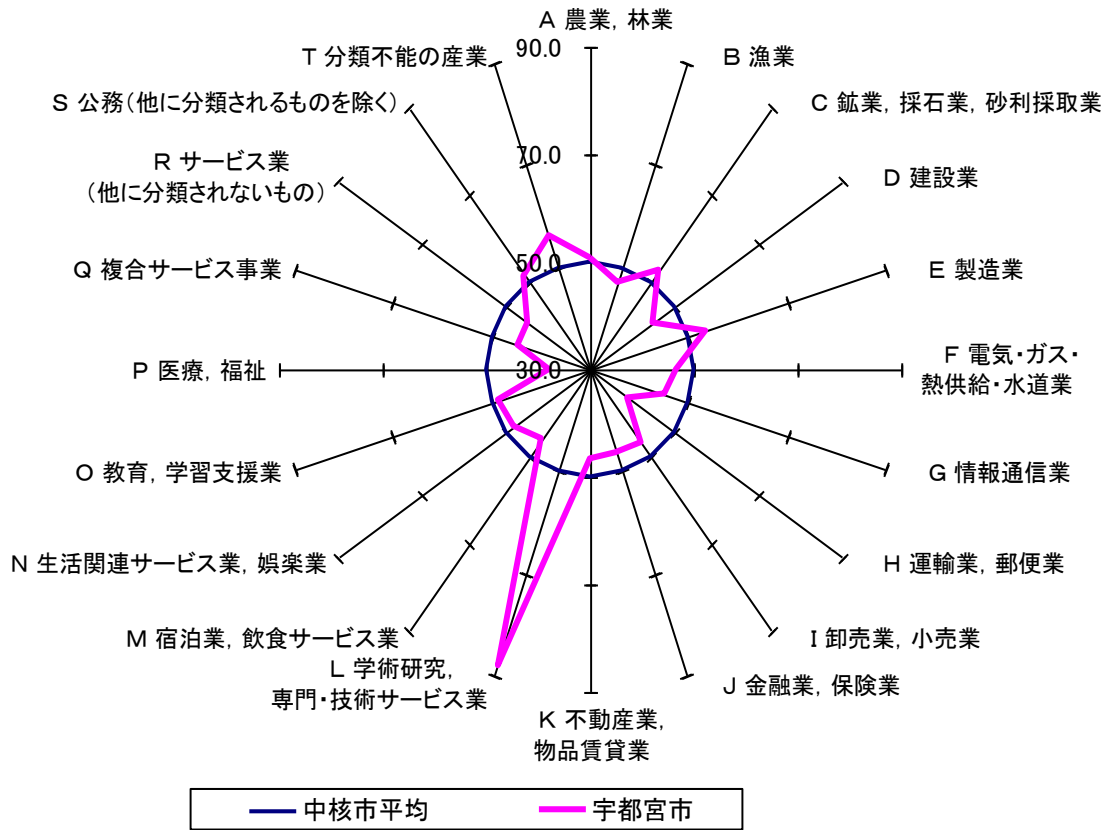 A 農業, 林業
90.0
T 分類不能の産業
B 漁業
S 公務(他に分類されるものを除く)
C 鉱業, 採石業, 砂利採取業
70.0
R サービス業
(他に分類されないもの)
D 建設業
50.0
Q 複合サービス事業
E 製造業
P 医療, 福祉
30.0
F 電気・ガス・
熱供給・水道業
O 教育, 学習支援業
G 情報通信業
N 生活関連サービス業, 娯楽業
H 運輸業, 郵便業
M 宿泊業, 飲食サービス業
I 卸売業, 小売業
L 学術研究,
専門・技術サービス業
J 金融業, 保険業
K 不動産業,
物品賃貸業
中核市平均
宇都宮市